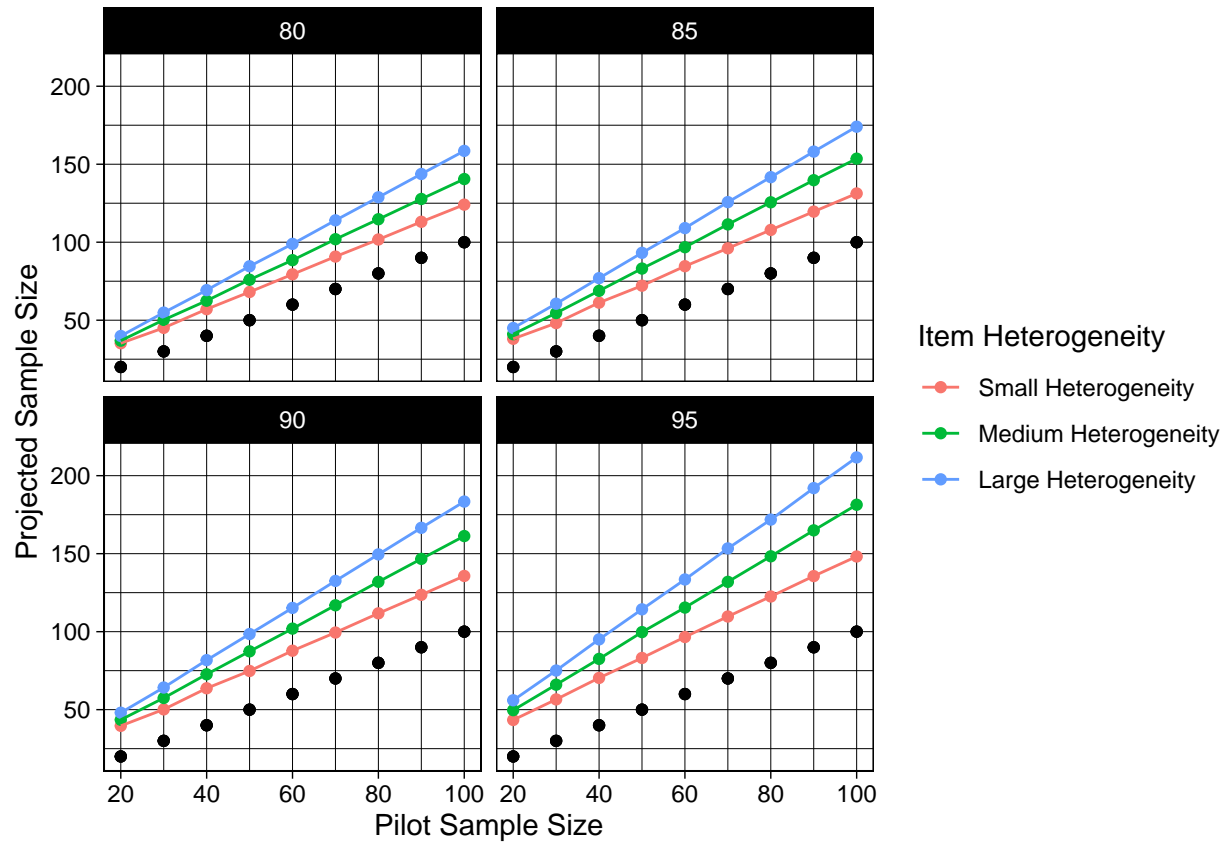 80
85
200
150
100
50
90
95
200
150
100
50
20 40 60 80 100
20 40 60 80 100
Projected Sample Size
Pilot Sample Size
Item Heterogeneity
Small Heterogeneity
Medium Heterogeneity
Large Heterogeneity